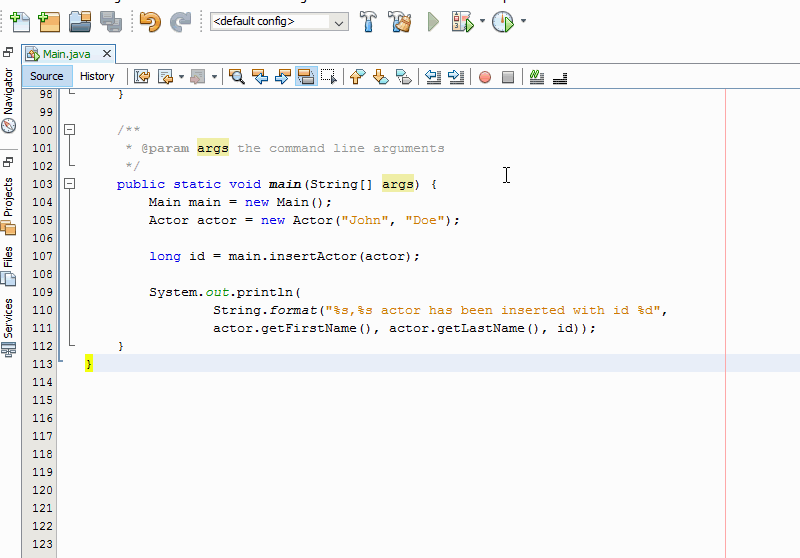 <default config>
Main.java
Source History
Navigator
Projects
Files
Services
98 }
99
100 /**
101 * @param args the command line arguments
102 */
103 public static void main(String[] args) {
104 Main main = new Main();
105 Actor actor = new Actor("John", "Doe");
106
107 long id = main.insertActor(actor);
108
109 System.out.println(
110 String.format("%s,%s actor has been inserted with id %d",
111 actor.getFirstName(), actor.getLastName(), id));
112 }
113 }
114
115
116
117
118
119
120
121
122
123